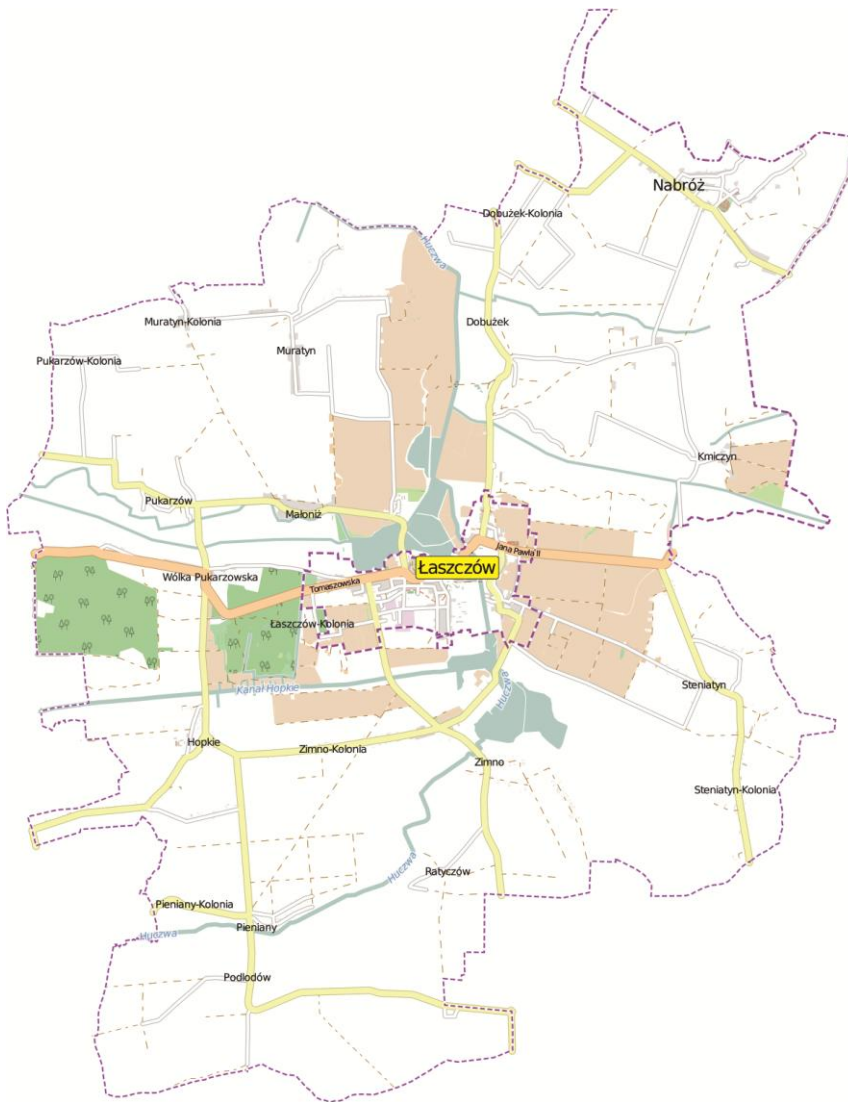 Nabróż
Dobużek-Kolonia
Huczwa
Muratyn-Kolonia
Dobużek
Muratyn
Pukarzów-Kolonia
Kmiczyn
Pukarzów
Małoniż
Jana Pawła II
Łaszczów
Wólka Pukarzowska
Tomaszowska
Łaszczów-Kolonia
Kanał Hopkie
Huczwa
Steniatyn
Hopkie
Zimno-Kolonia
Zimno
Steniatyn-Kolonia
Huczwa
Ratyczów
Pieniany-Kolonia
Pieniany
Huczwa
Podlodów